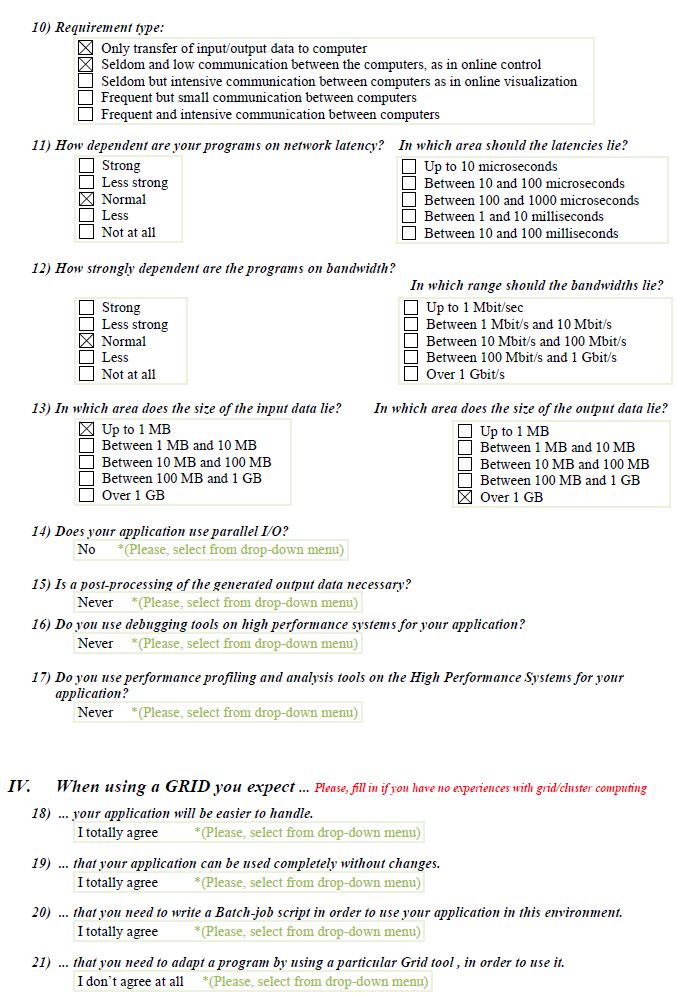 10) Requirement type:
☒ Only transfer of input/output data to computer
☒ Seldom and low communication between the computers, as in online control
☐ Seldom but intensive communication between computers as in online visualization
☐ Frequent but small communication between computers
☐ Frequent and intensive communication between computers
11) How dependent are your programs on network latency? In which area should the latencies lie?
☐ Strong
☐ Less strong
☒ Normal
☐ Less
☐ Not at all
☐ Up to 10 microseconds
☐ Between 10 and 100 microseconds
☐ Between 100 and 1000 microseconds
☐ Between 1 and 10 milliseconds
☐ Between 10 and 100 milliseconds
12) How strongly dependent are the programs on bandwidth?
In which range should the bandwidths lie?
☐ Strong
☐ Less strong
☒ Normal
☐ Less
☐ Not at all
☐ Up to 1 Mbit/sec
☐ Between 1 Mbit/s and 10 Mbit/s
☐ Between 10 Mbit/s and 100 Mbit/s
☐ Between 100 Mbit/s and 1 Gbit/s
☐ Over 1 Gbit/s
13) In which area does the size of the input data lie? In which area does the size of the output data lie?
☒ Up to 1 MB
☐ Between 1 MB and 10 MB
☐ Between 10 MB and 100 MB
☐ Between 100 MB and 1 GB
☐ Over 1 GB
☐ Up to 1 MB
☐ Between 1 MB and 10 MB
☐ Between 10 MB and 100 MB
☐ Between 100 MB and 1 GB
☒ Over 1 GB
14) Does your application use parallel I/O?
No *(Please, select from drop-down menu)
15) Is a post-processing of the generated output data necessary?
Never *(Please, select from drop-down menu)
16) Do you use debugging tools on high performance systems for your application?
Never *(Please, select from drop-down menu)
17) Do you use performance profiling and analysis tools on the High Performance Systems for your
application?
Never *(Please, select from drop-down menu)
IV. When using a GRID you expect ... Please, fill in if you have no experiences with grid/cluster computing
18) ... your application will be easier to handle.
I totally agree *(Please, select from drop-down menu)
19) ... that your application can be used completely without changes.
I totally agree *(Please, select from drop-down menu)
20) ... that you need to write a Batch-job script in order to use your application in this environment.
I totally agree *(Please, select from drop-down menu)
21) ... that you need to adapt a program by using a particular Grid tool , in order to use it.
I don't agree at all *(Please, select from drop-down menu)